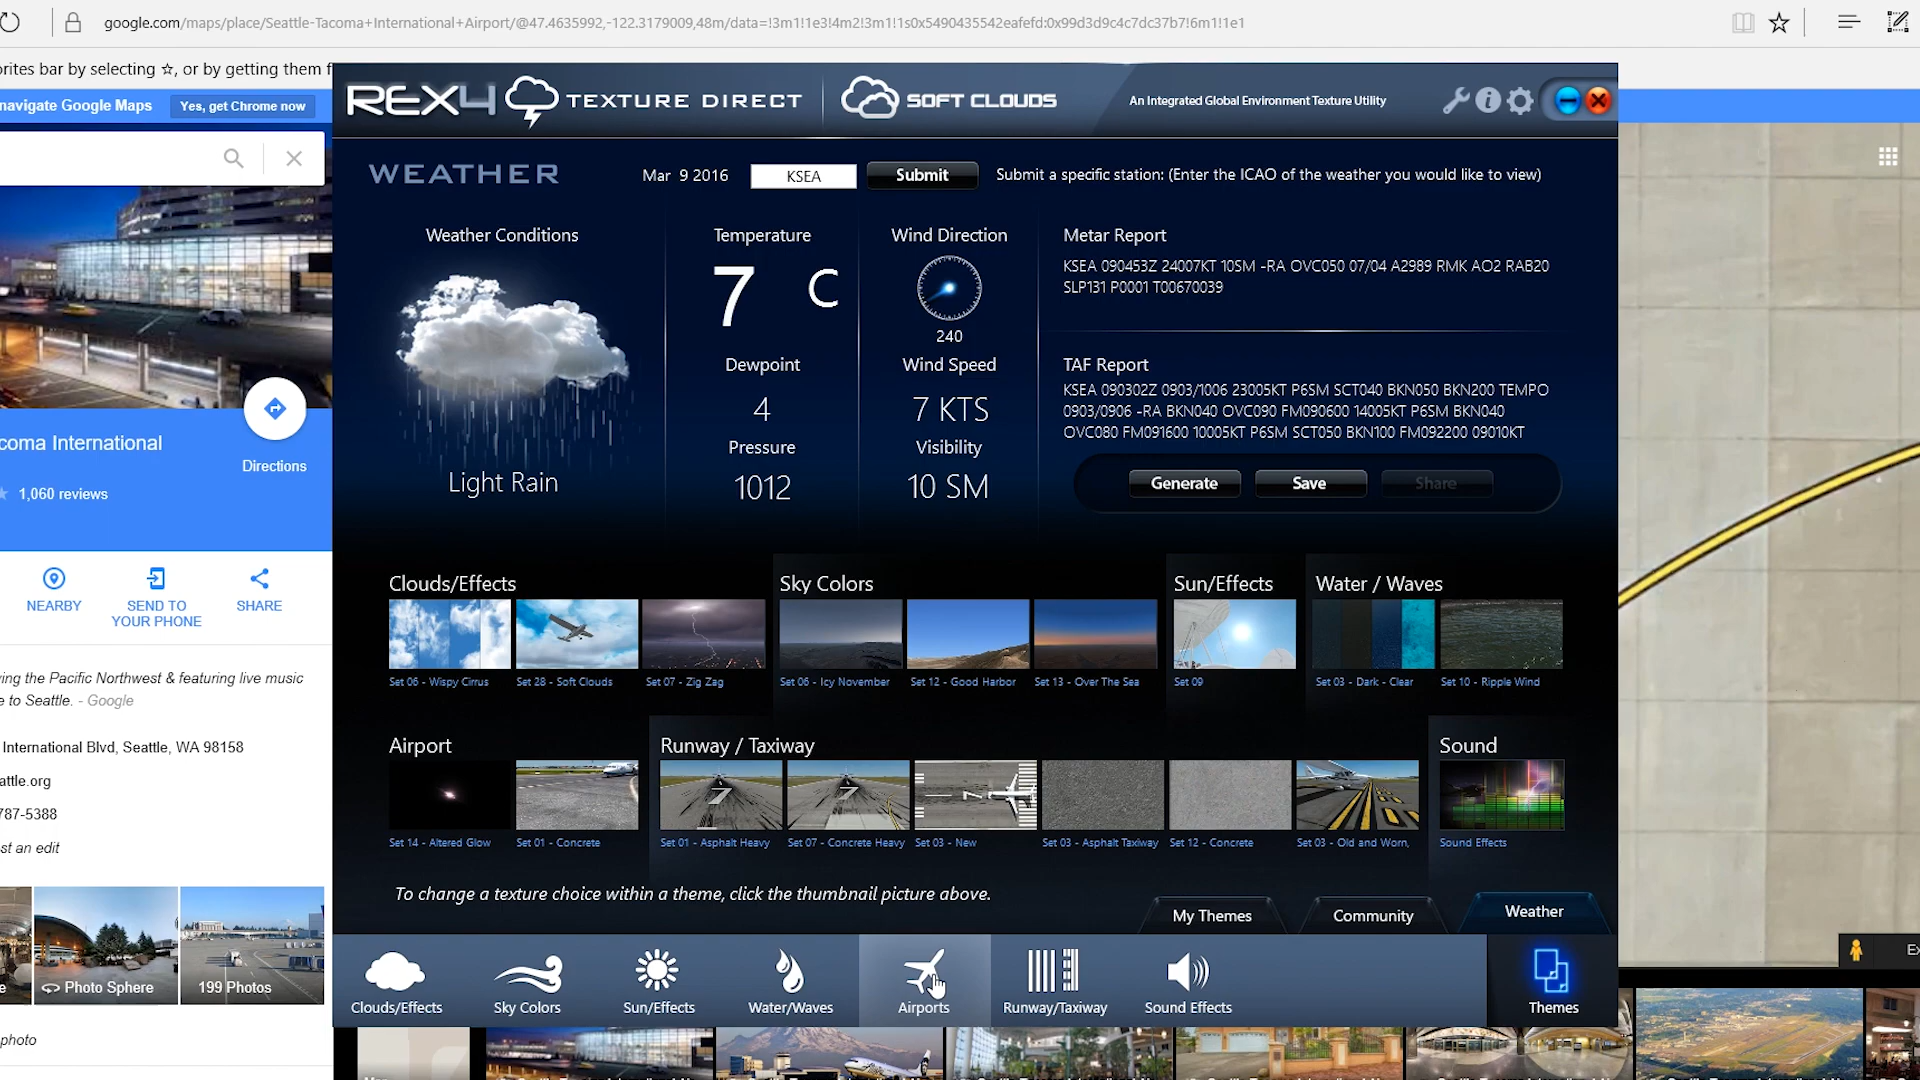 google.com/maps/place/Seattle-Tacoma+International+Airport/@47.4635992,-122.3179009,48m/data=!3m1!1e3!4m2!3m1!1s0x5490435542eafefd:0x99d3d9c4c7dc37b7!6m1!1e1
orites bar by selecting ☆, or by getting them f
navigate Google Maps
Yes, get Chrome now
REX4
TEXTURE DIRECT
SOFT CLOUDS
An Integrated Global Environment Texture Utility
WEATHER
Mar 9 2016
KSEA
Submit
Submit a specific station: (Enter the ICAO of the weather you would like to view)
Weather Conditions
Light Rain
Temperature
7 C
Dewpoint
4
Pressure
1012
Wind Direction
240
Wind Speed
7 KTS
Visibility
10 SM
Metar Report
KSEA 090453Z 24007KT 10SM -RA OVC050 07/04 A2989 RMK AO2 RAB20
SLP131 P0001 T00670039
TAF Report
KSEA 090302Z 0903/1006 23005KT P6SM SCT040 BKN050 BKN200 TEMPO
0903/0906 -RA BKN040 OVC090 FM090600 14005KT P6SM BKN040
OVC080 FM091600 10005KT P6SM SCT050 BKN100 FM092200 09010KT
Generate
Save
Share
coma International
1,060 reviews
Directions
NEARBY
SEND TO
YOUR PHONE
SHARE
ving the Pacific Northwest & featuring live music
e to Seattle. - Google
International Blvd, Seattle, WA 98158
attle.org
787-5388
st an edit
e
Photo Sphere
199 Photos
photo
Clouds/Effects
Set 06 - Wispy Cirrus
Set 28 - Soft Clouds
Set 07 - Zig Zag
Sky Colors
Set 06 - Icy November
Set 12 - Good Harbor
Set 13 - Over The Sea
Sun/Effects
Set 09
Water / Waves
Set 03 - Dark - Clear
Set 10 - Ripple Wind
Airport
Set 14 - Altered Glow
Set 01 - Concrete
Runway / Taxiway
Set 01 - Asphalt Heavy
Set 07 - Concrete Heavy
Set 03 - New
Set 03 - Asphalt Taxiway
Set 12 - Concrete
Set 03 - Old and Worn,
Sound
Sound Effects
To change a texture choice within a theme, click the thumbnail picture above.
My Themes
Community
Weather
Clouds/Effects
Sky Colors
Sun/Effects
Water/Waves
Airports
Runway/Taxiway
Sound Effects
Themes
Ex